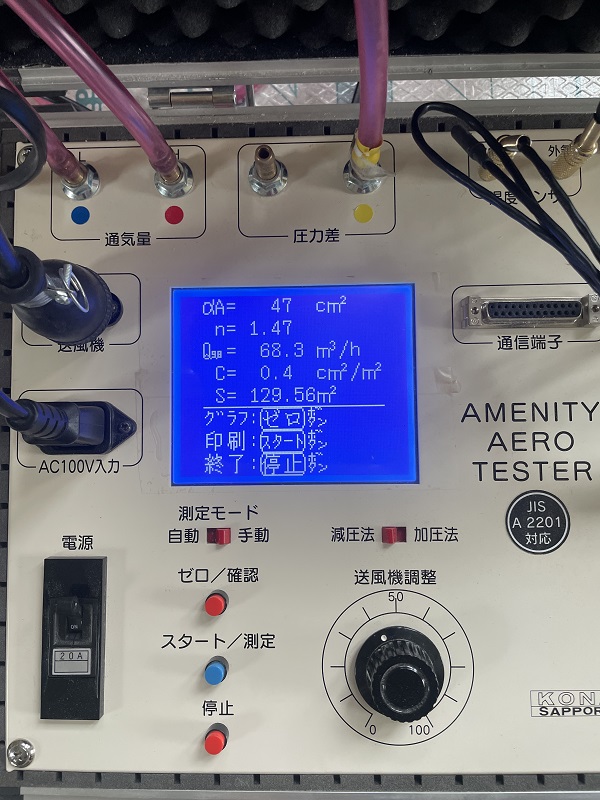 L
H
外気
通気量
圧力差
温度センサ
送風機
通信端子
AC100V入力
αA= 47 cm²
n= 1.47
Q₉.₈= 68.3 m³/h
C= 0.4 cm²/m²
S= 129.56m²
グラフ:ゼロボタン
印刷:スタートボタン
終了:停止ボタン
AMENITY
AERO
TESTER
JIS
A 2201
対応
測定モード
自動
手動
減圧法
加圧法
電源
ON
20A
ゼロ/確認
スタート/測定
停止
送風機調整
50
0
100
KON
SAPPOR